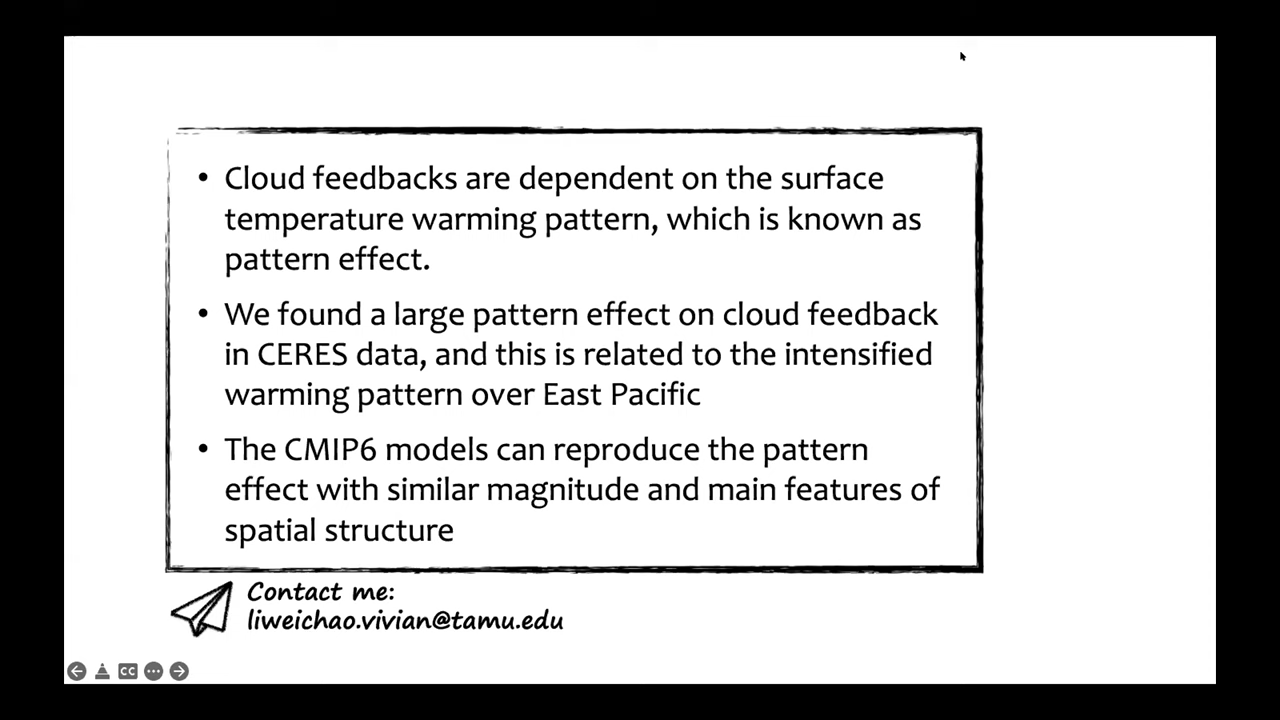 • Cloud feedbacks are dependent on the surface
temperature warming pattern, which is known as
pattern effect.
• We found a large pattern effect on cloud feedback
in CERES data, and this is related to the intensified
warming pattern over East Pacific
• The CMIP6 models can reproduce the pattern
effect with similar magnitude and main features of
spatial structure
Contact me:
liweichao.vivian@tamu.edu
CC